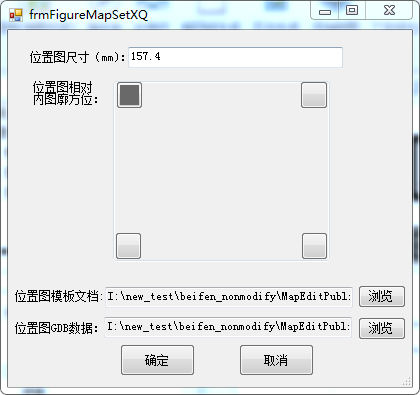 frmFigureMapSetXQ
位置图尺寸 (mm): 157.4
位置图相对
内图廓方位:
位置图模板文档: I:\new_test\beifen_nonmodify\MapEditPubl: 浏览
位置图GDB数据: I:\new_test\beifen_nonmodify\MapEditPubl: 浏览
确定 取消